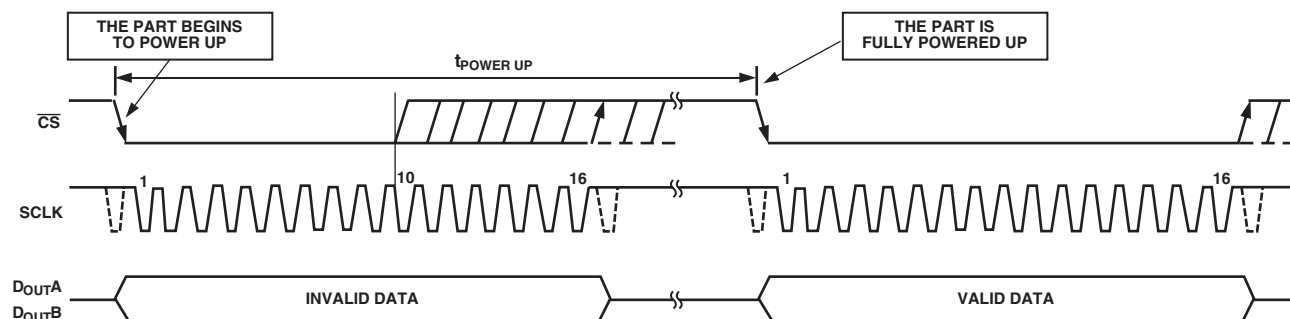 THE PART BEGINS
TO POWER UP
THE PART IS
FULLY POWERED UP
tPOWER UP
CS
1
10
16
1
16
SCLK
DOUTA
DOUTB
INVALID DATA
VALID DATA